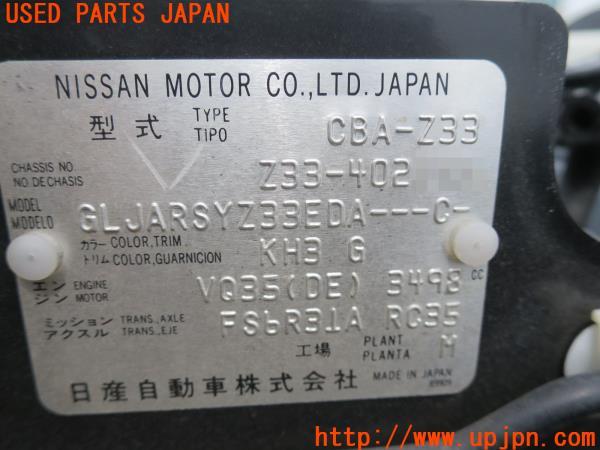 USED PARTS JAPAN
NISSAN MOTOR CO.,LTD. JAPAN
型式 TYPE TIPO CBA-Z33
CHASSIS NO. NO. DE CHASIS Z33-402
MODEL MODELO GLJARSYZ33EDA---C-
カラー COLOR,TRIM
トリム COLOR,GUARNICION KH3 G
エン ENGINE
ジン MOTOR VQ35(DE) 3498 CC
ミッション TRANS.,AXLE
アクスル TRANS.,EJE FS6R31A RC35
工場 PLANT PLANTA M
日産自動車株式会社 MADE IN JAPAN
http://www.upjpn.com